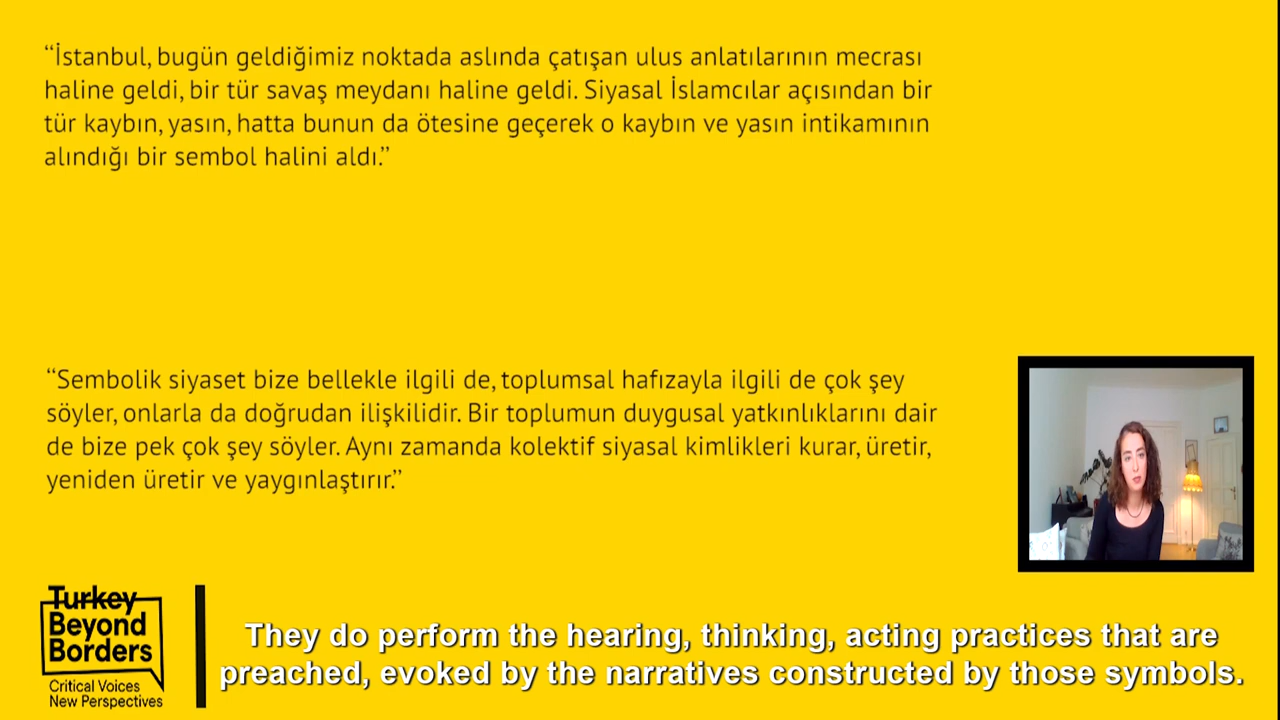 “İstanbul, bugün geldiğimiz noktada aslında çatışan ulus anlatılarının mecrası
haline geldi, bir tür savaş meydanı haline geldi. Siyasal İslamcılar açısından bir
tür kaybın, yasın, hatta bunun da ötesine geçerek o kaybın ve yasın intikamının
alındığı bir sembol halini aldı.”
“Sembolik siyaset bize bellekle ilgili de, toplumsal hafızayla ilgili de çok şey
söyler, onlarla da doğrudan ilişkilidir. Bir toplumun duygusal yatkınlıklarını dair
de bize pek çok şey söyler. Aynı zamanda kolektif siyasal kimlikleri kurar, üretir,
yeniden üretir ve yaygınlaştırır.”
Turkey
Beyond
Borders
Critical Voices
New Perspectives
They do perform the hearing, thinking, acting practices that are
preached, evoked by the narratives constructed by those symbols.